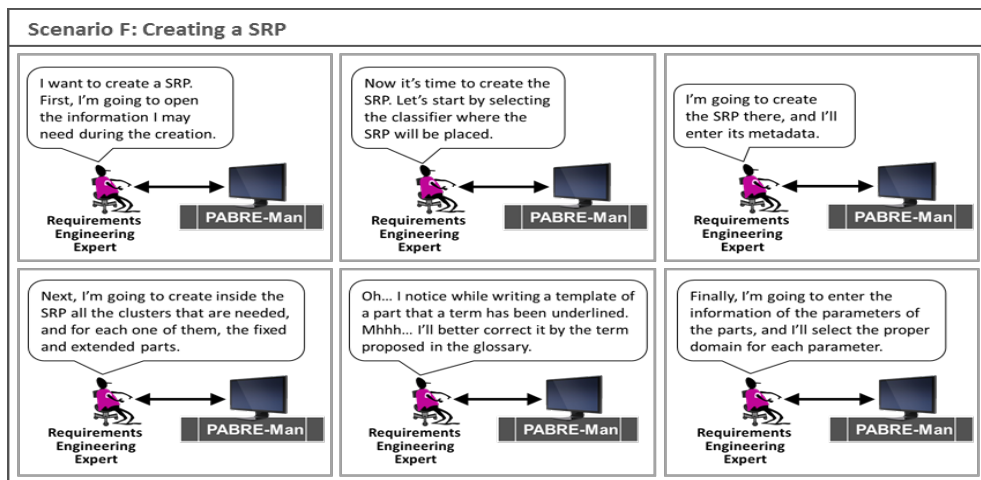 Scenario F: Creating a SRP
I want to create a SRP.
First, I'm going to open
the information I may
need during the creation.
PABRE-Man
Requirements
Engineering
Expert
Now it's time to create the
SRP. Let's start by selecting
the classifier where the
SRP will be placed.
PABRE-Man
Requirements
Engineering
Expert
I'm going to create
the SRP there, and I'll
enter its metadata.
PABRE-Man
Requirements
Engineering
Expert
Next, I'm going to create inside the
SRP all the clusters that are needed,
and for each one of them, the fixed
and extended parts.
PABRE-Man
Requirements
Engineering
Expert
Oh... I notice while writing a template of
a part that a term has been underlined.
Mhhh... I'll better correct it by the term
proposed in the glossary.
PABRE-Man
Requirements
Engineering
Expert
Finally, I'm going to enter the
information of the parameters of
the parts, and I'll select the proper
domain for each parameter.
PABRE-Man
Requirements
Engineering
Expert